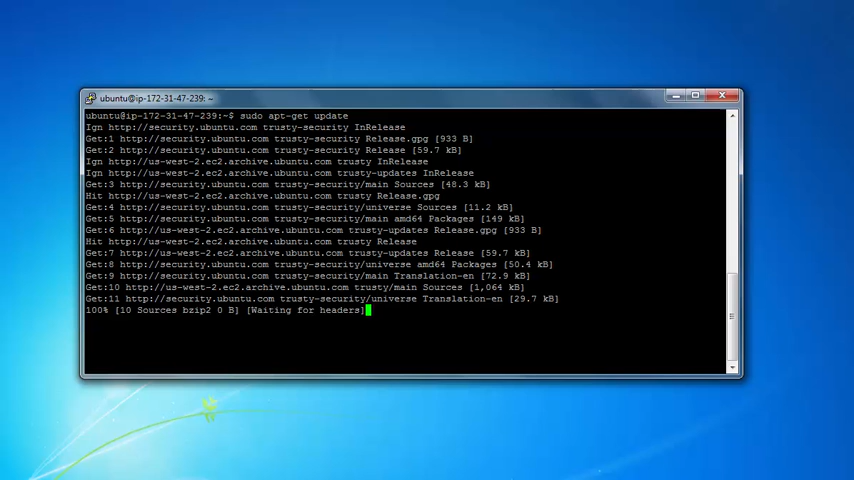 ubuntu@ip-172-31-47-239: ~
ubuntu@ip-172-31-47-239:~$ sudo apt-get update
Ign http://security.ubuntu.com trusty-security InRelease
Get:1 http://security.ubuntu.com trusty-security Release.gpg [933 B]
Get:2 http://security.ubuntu.com trusty-security Release [59.7 kB]
Ign http://us-west-2.ec2.archive.ubuntu.com trusty InRelease
Ign http://us-west-2.ec2.archive.ubuntu.com trusty-updates InRelease
Get:3 http://security.ubuntu.com trusty-security/main Sources [48.3 kB]
Hit http://us-west-2.ec2.archive.ubuntu.com trusty Release.gpg
Get:4 http://security.ubuntu.com trusty-security/universe Sources [11.2 kB]
Get:5 http://security.ubuntu.com trusty-security/main amd64 Packages [149 kB]
Get:6 http://us-west-2.ec2.archive.ubuntu.com trusty-updates Release.gpg [933 B]
Hit http://us-west-2.ec2.archive.ubuntu.com trusty Release
Get:7 http://us-west-2.ec2.archive.ubuntu.com trusty-updates Release [59.7 kB]
Get:8 http://security.ubuntu.com trusty-security/universe amd64 Packages [50.4 kB]
Get:9 http://security.ubuntu.com trusty-security/main Translation-en [72.9 kB]
Get:10 http://us-west-2.ec2.archive.ubuntu.com trusty/main Sources [1,064 kB]
Get:11 http://security.ubuntu.com trusty-security/universe Translation-en [29.7 kB]
100% [10 Sources bzip2 0 B] [Waiting for headers]